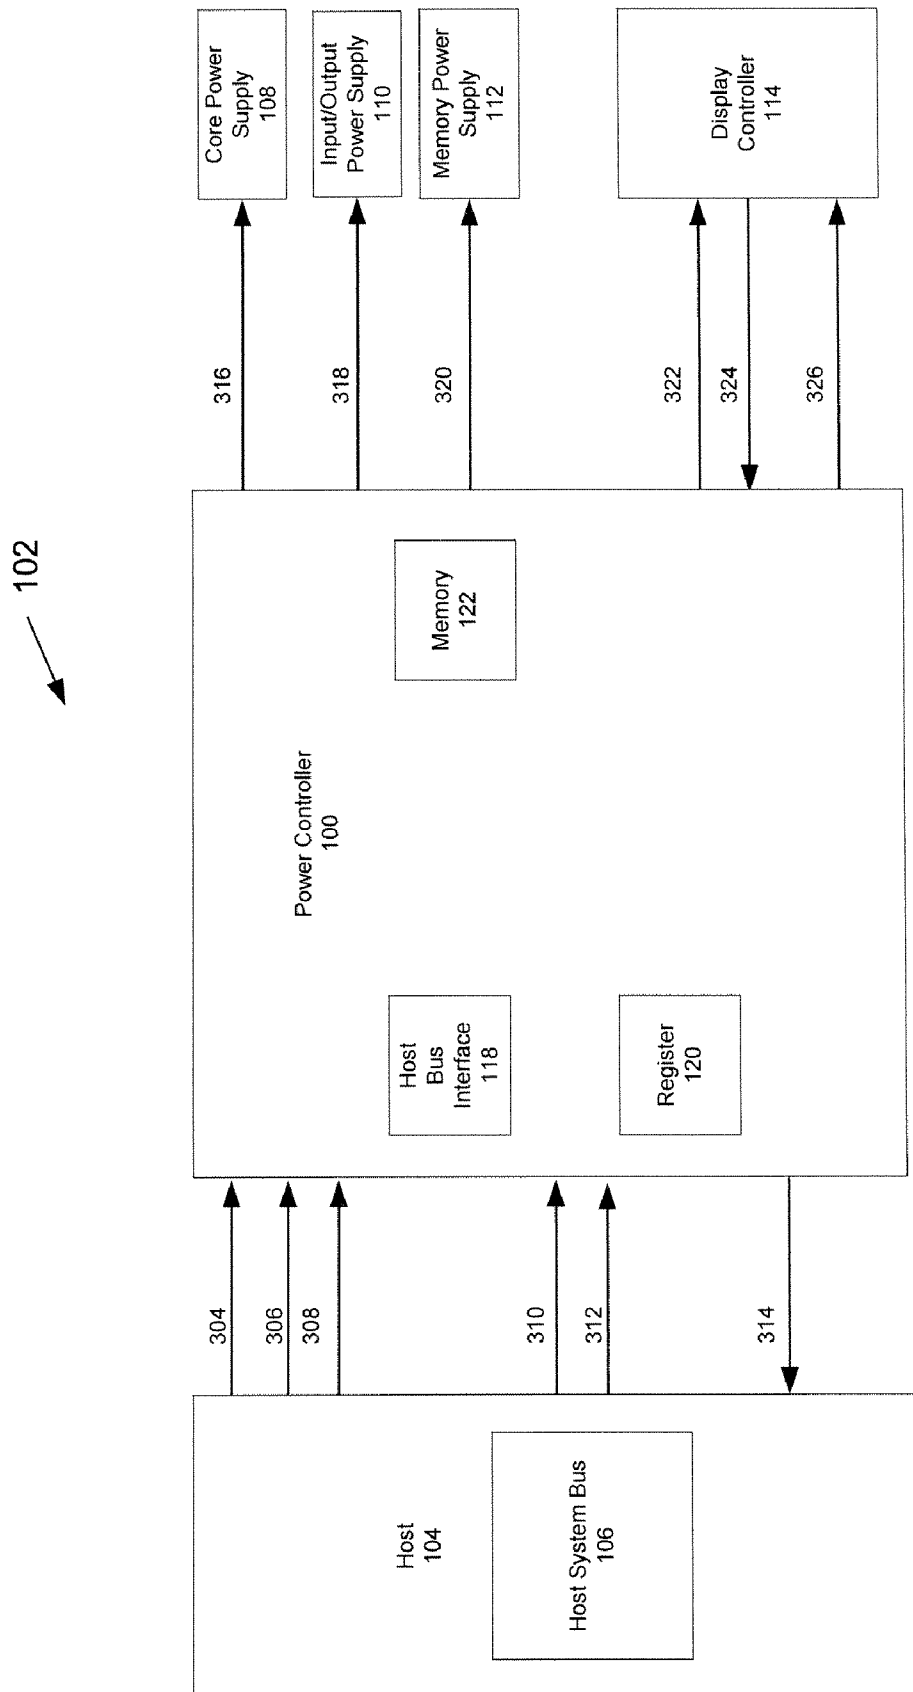 102
Host
104
Host System Bus
106
304
306
308
310
312
314
Power Controller
100
Host
Bus
Interface
118
Register
120
Memory
122
316
318
320
322
324
326
Core Power
Supply
108
Input/Output
Power Supply
110
Memory Power
Supply
112
Display
Controller
114